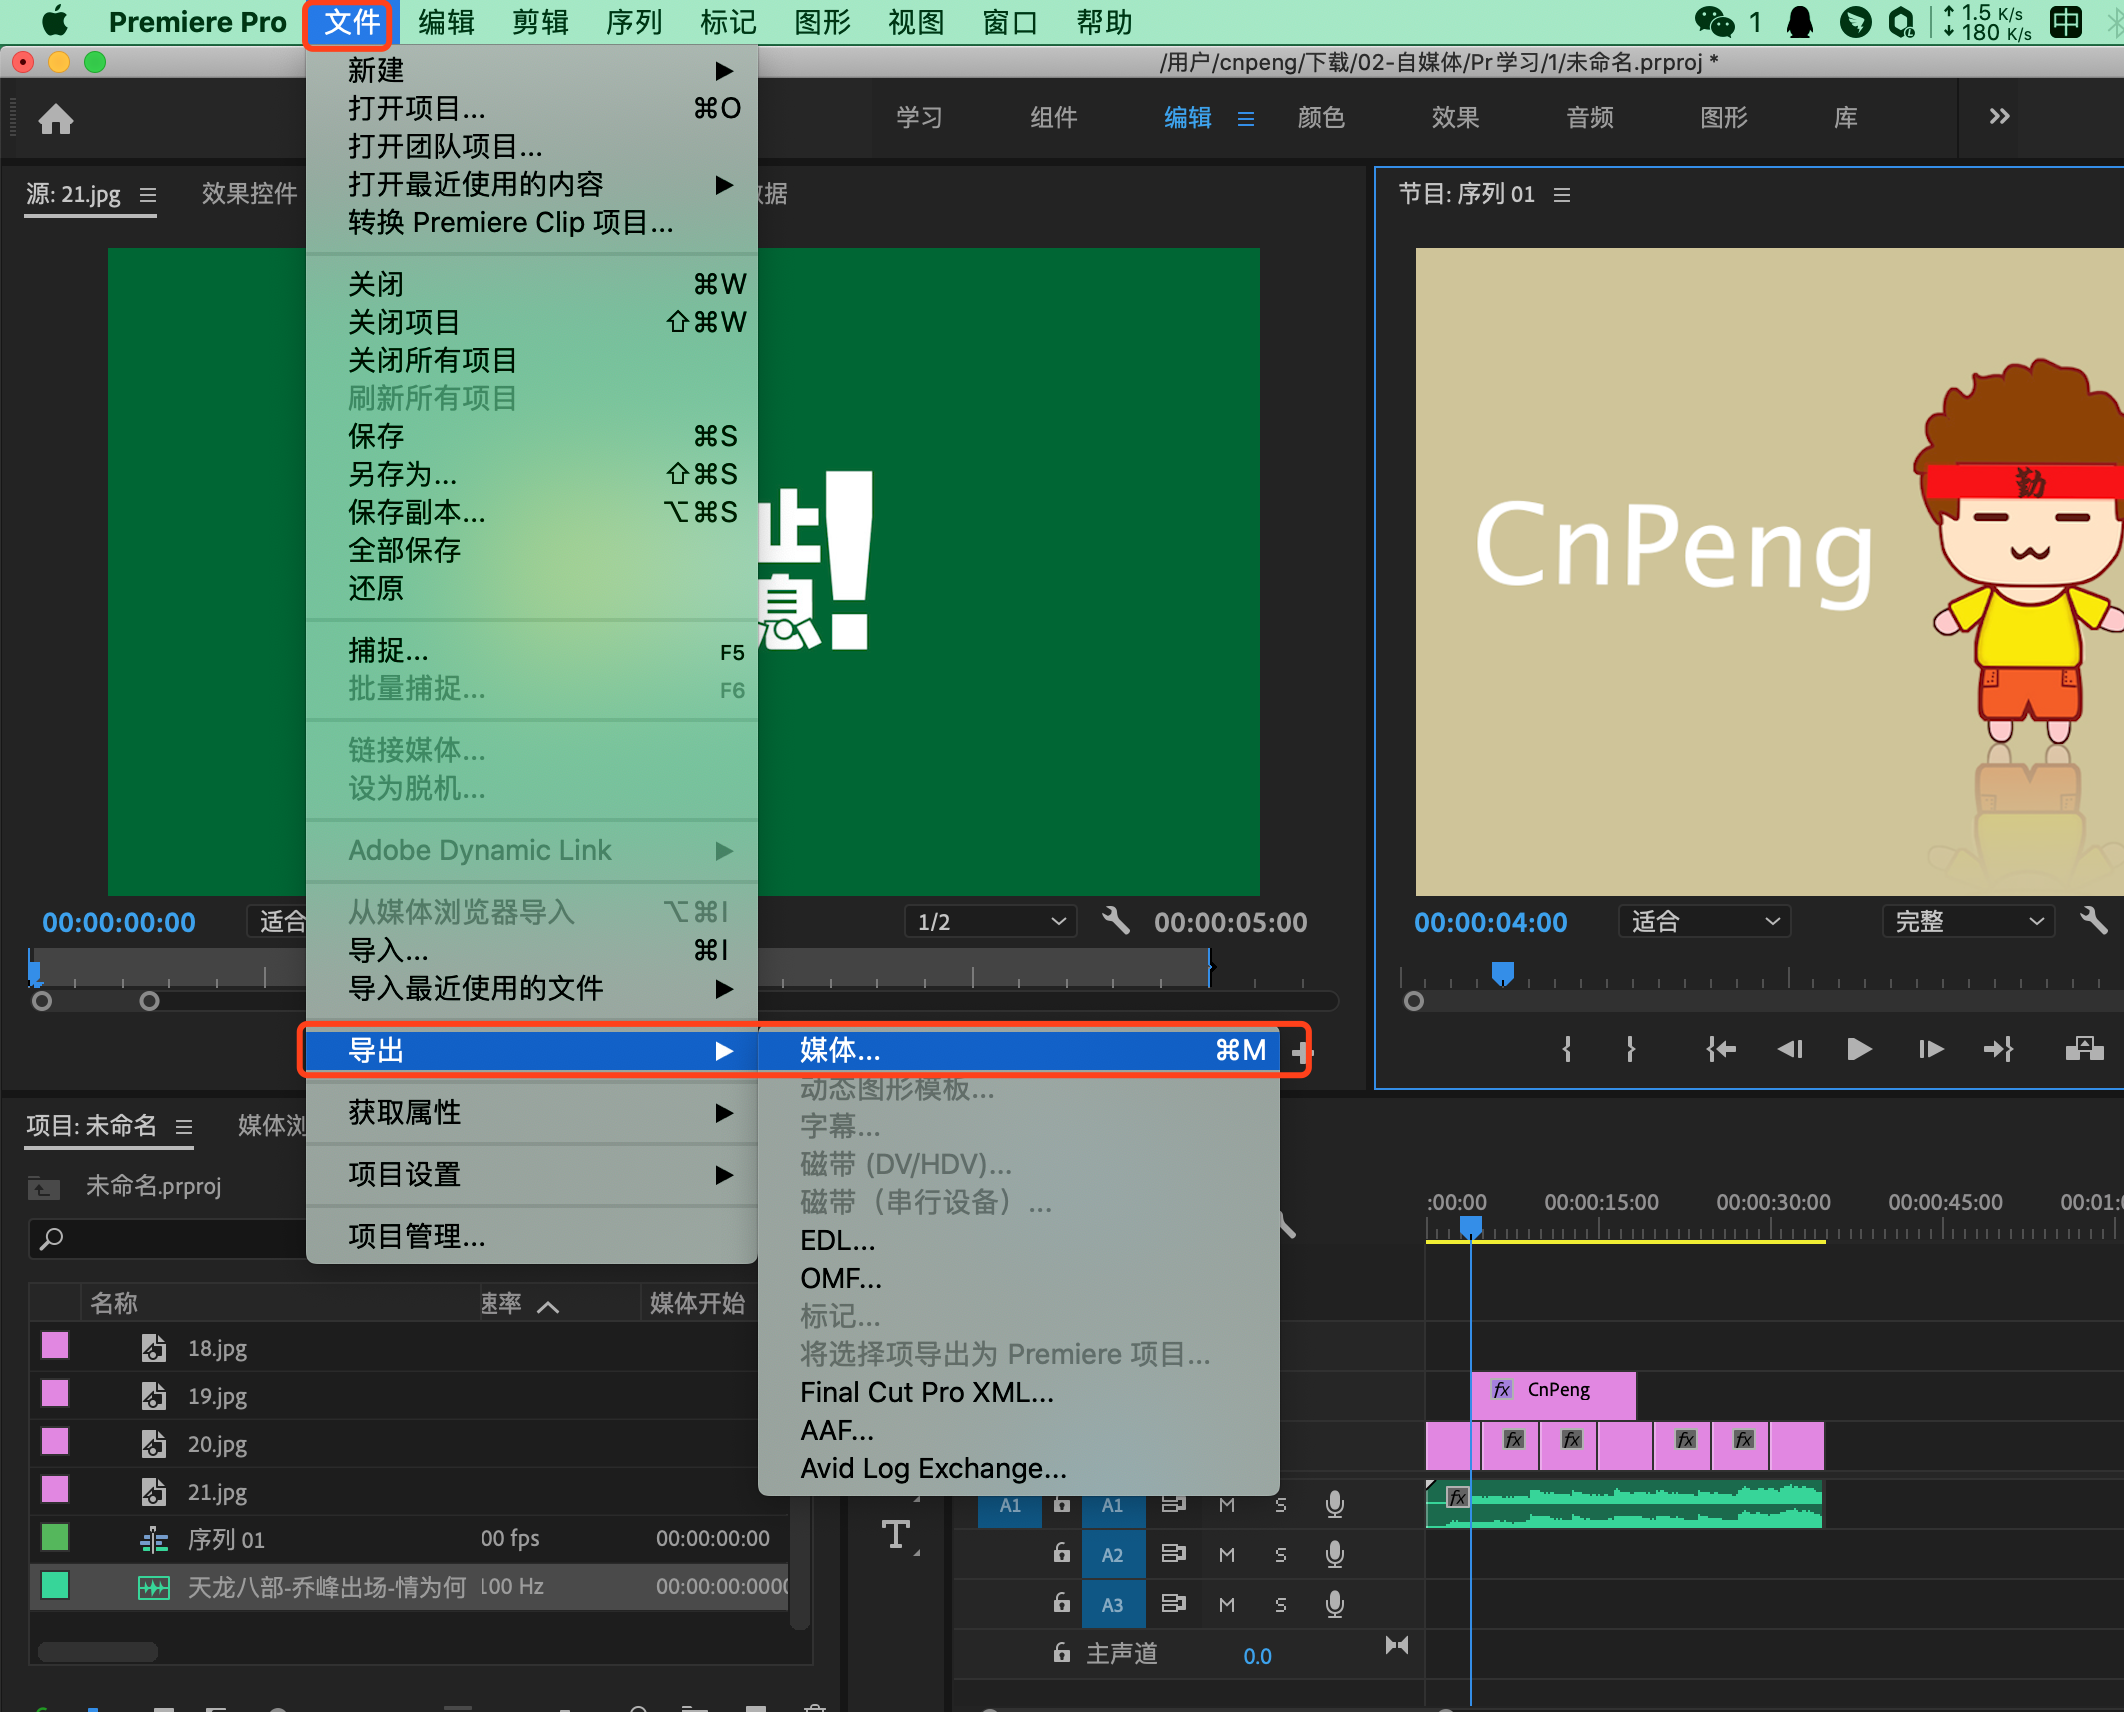 Premiere Pro 文件 编辑 剪辑 序列 标记 图形 视图 窗口 帮助 1 1.5 K/s 180 K/s 中
/用户/cnpeng/下载/02-自媒体/Pr 学习/1/未命名.prproj *
学习 组件 编辑 颜色 效果 音频 图形 库
源: 21.jpg 效果控件 数据
节目: 序列 01
新建
打开项目... ⌘O
打开团队项目...
打开最近使用的内容
转换 Premiere Clip 项目...
关闭 ⌘W
关闭项目 ⇧⌘W
关闭所有项目
刷新所有项目
保存 ⌘S
另存为... ⇧⌘S
保存副本... ⌥⌘S
全部保存
还原
捕捉... F5
批量捕捉... F6
链接媒体...
设为脱机...
Adobe Dynamic Link
从媒体浏览器导入 ⌥⌘I
导入... ⌘I
导入最近使用的文件
导出
获取属性
项目设置
项目管理...
媒体... ⌘M
动态图形模板...
字幕...
磁带 (DV/HDV)...
磁带（串行设备）...
EDL...
OMF...
标记...
将选择项导出为 Premiere 项目...
Final Cut Pro XML...
AAF...
Avid Log Exchange...
止
息!
勤
CnPeng
00:00:00:00 适合 1/2 00:00:05:00
00:00:04:00 适合 完整
项目: 未命名 媒体浏
未命名.prproj
名称 速率 媒体开始
18.jpg
19.jpg
20.jpg
21.jpg
序列 01 00 fps 00:00:00:00
天龙八部-乔峰出场-情为何 100 Hz 00:00:00:0000
T
:00:00 00:00:15:00 00:00:30:00 00:00:45:00 00:01:0
fx CnPeng
fx fx fx fx
A1 A1 M S fx
A2 M S
A3 M S
主声道 0.0